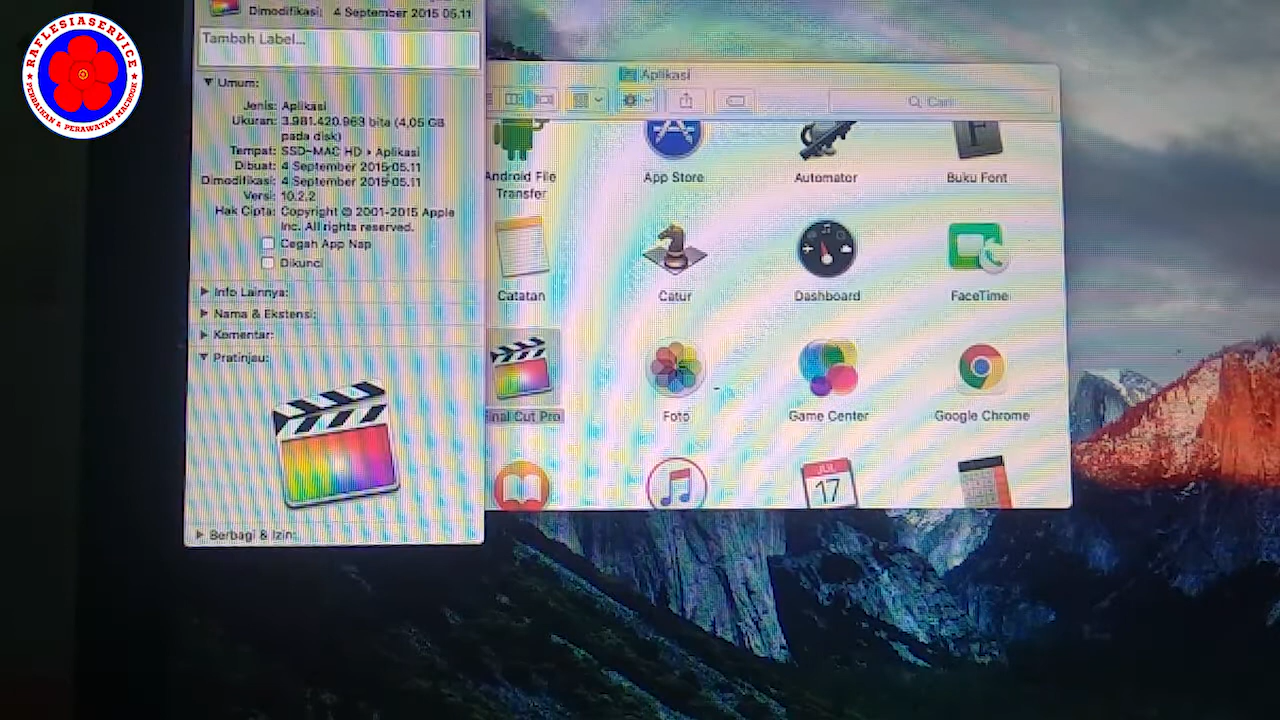 RAFLESIASERVICE
PERBAIKAN & PERAWATAN MACBOOK
Dimodifikasi: 4 September 2015 05.11
Tambah Label...
Umum:
Jenis: Aplikasi
Ukuran: 3.981.420.963 bita (4,05 GB
pada disk)
Tempat: SSD-MAC HD ▸ Aplikasi
Dibuat: 4 September 2015 05.11
Dimodifikasi: 4 September 2015 05.11
Versi: 10.2.2
Hak Cipta: Copyright © 2001-2015 Apple
Inc. All rights reserved.
Cegah App Nap
Dikunci
Info Lainnya:
Nama & Ekstensi:
Komentar:
Pratinjau:
Berbagi & Izin:
Aplikasi
Cari
Android File
Transfer
App Store
Automator
Buku Font
Catatan
Catur
Dashboard
FaceTime
inal Cut Pro
Foto
Game Center
Google Chrome
JUL
17